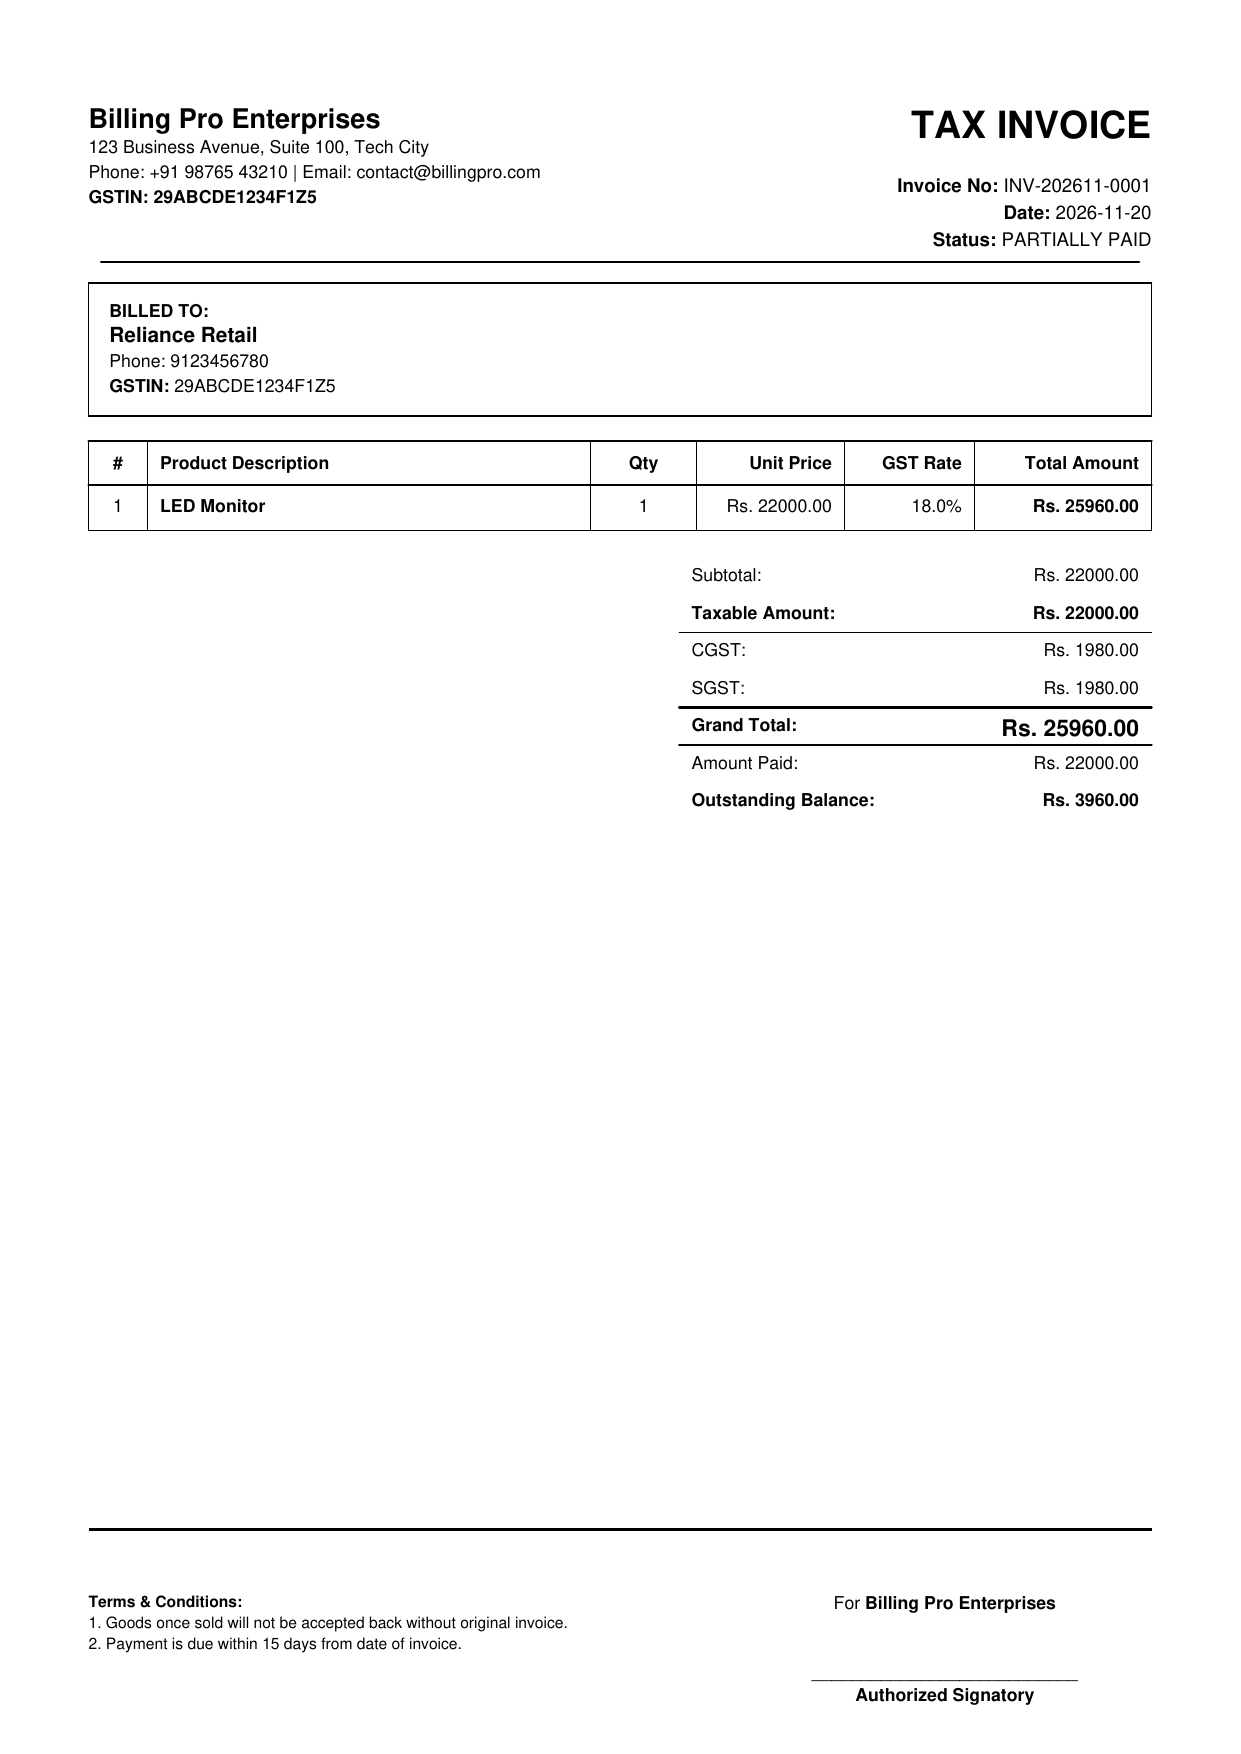 Billing Pro Enterprises
123 Business Avenue, Suite 100, Tech City
Phone: +91 98765 43210 | Email: contact@billingpro.com
GSTIN: 29ABCDE1234F1Z5
TAX INVOICE
Invoice No: INV-202611-0001
Date: 2026-11-20
Status: PARTIALLY PAID
BILLED TO:
Reliance Retail
Phone: 9123456780
GSTIN: 29ABCDE1234F1Z5
# Product Description Qty Unit Price GST Rate Total Amount
1 LED Monitor 1 Rs. 22000.00 18.0% Rs. 25960.00
Subtotal: Rs. 22000.00
Taxable Amount: Rs. 22000.00
CGST: Rs. 1980.00
SGST: Rs. 1980.00
Grand Total: Rs. 25960.00
Amount Paid: Rs. 22000.00
Outstanding Balance: Rs. 3960.00
Terms & Conditions:
1. Goods once sold will not be accepted back without original invoice.
2. Payment is due within 15 days from date of invoice.
For Billing Pro Enterprises
Authorized Signatory